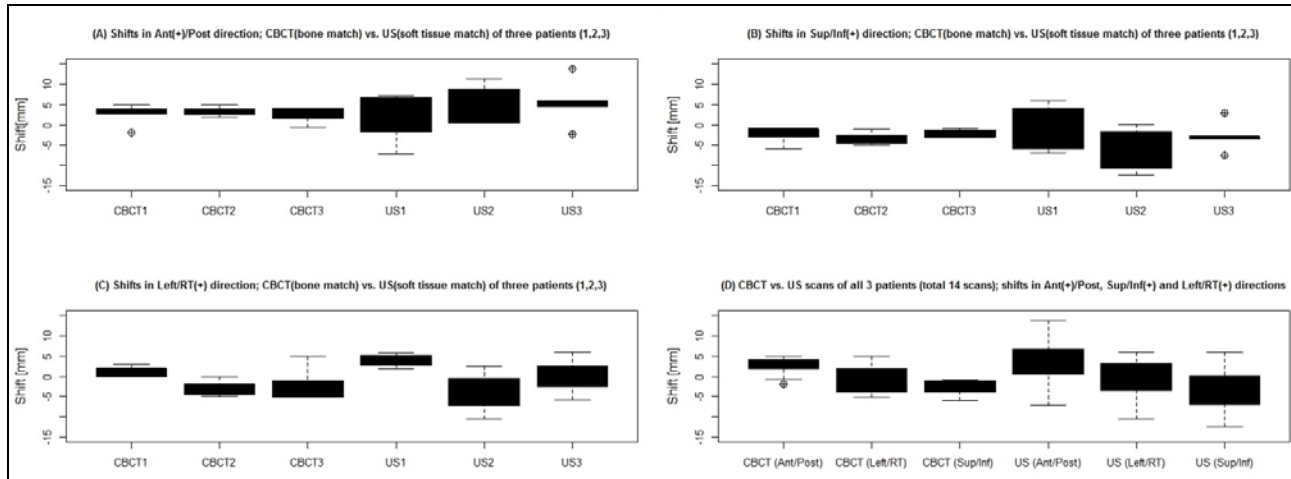 (A) Shifts in Ant(+)/Post direction; CBCT(bone match) vs. US(soft tissue match) of three patients (1,2,3)
Shift[mm]
10
5
0
-5
-15
CBCT1 CBCT2 CBCT3 US1 US2 US3
(B) Shifts in Sup/Inf(+) direction; CBCT(bone match) vs. US(soft tissue match) of three patients (1,2,3)
Shift [mm]
10
5
0
-5
-15
CBCT1 CBCT2 CBCT3 US1 US2 US3
(C) Shifts in Left/RT(+) direction; CBCT(bone match) vs. US(soft tissue match) of three patients (1,2,3)
Shift [mm]
10
5
0
-5
-15
CBCT1 CBCT2 CBCT3 US1 US2 US3
(D) CBCT vs. US scans of all 3 patients (total 14 scans); shifts in Ant(+)/Post, Sup/Inf(+) and Left/RT(+) directions
Shift [mm]
10
5
0
-5
-15
CBCT (Ant/Post) CBCT (Left/RT) CBCT (Sup/Inf) US (Ant/Post) US (Left/RT) US (Sup/Inf)